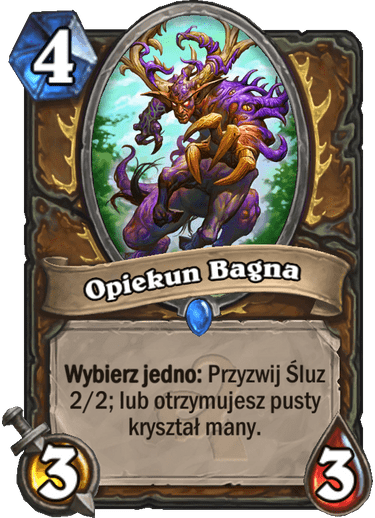 4
Opiekun Bagna
Wybierz jedno: Przyzwij Śluz
2/2; lub otrzymujesz pusty
kryształ many.
3
3